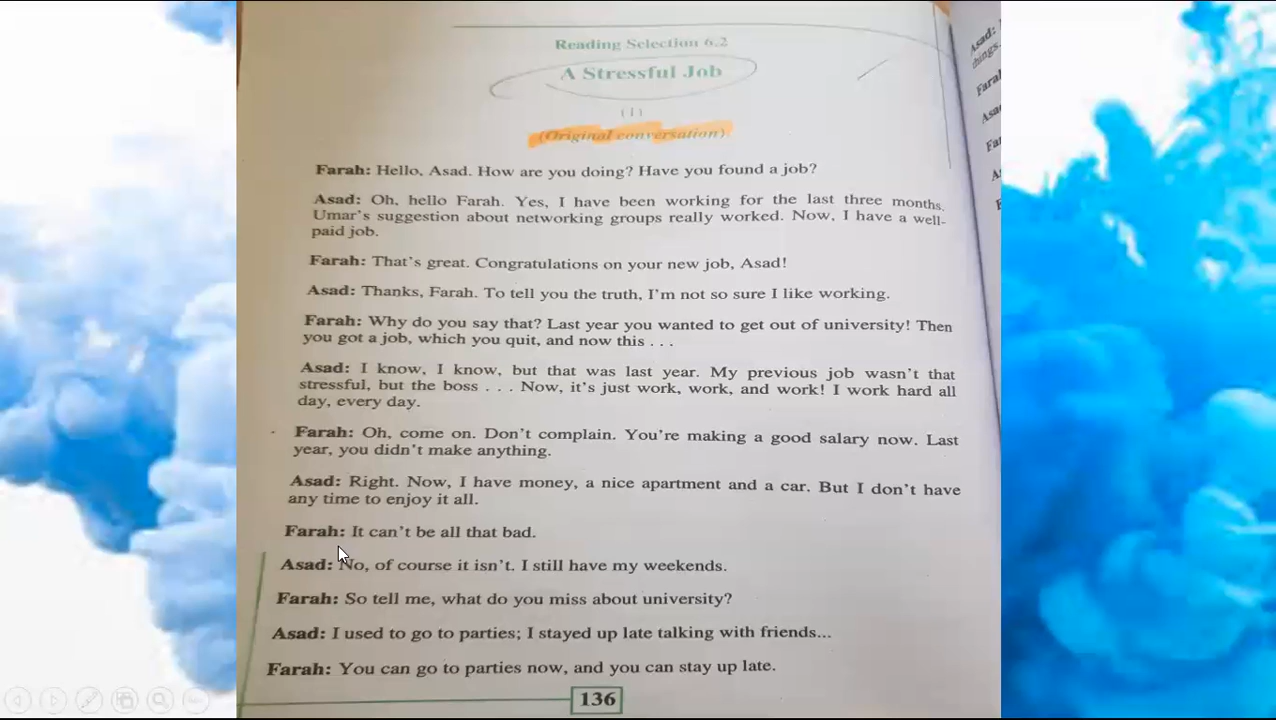 Reading Selection 6.2
A Stressful Job
(I)
(Original conversation)
Farah: Hello, Asad. How are you doing? Have you found a job?
Asad: Oh, hello Farah. Yes, I have been working for the last three months.
Umar's suggestion about networking groups really worked. Now, I have a well-
paid job.
Farah: That's great. Congratulations on your new job, Asad!
Asad: Thanks, Farah. To tell you the truth, I'm not so sure I like working.
Farah: Why do you say that? Last year you wanted to get out of university! Then
you got a job, which you quit, and now this . . .
Asad: I know, I know, but that was last year. My previous job wasn't that
stressful, but the boss . . . Now, it's just work, work, and work! I work hard all
day, every day.
Farah: Oh, come on. Don't complain. You're making a good salary now. Last
year, you didn't make anything.
Asad: Right. Now, I have money, a nice apartment and a car. But I don't have
any time to enjoy it all.
Farah: It can't be all that bad.
Asad: No, of course it isn't. I still have my weekends.
Farah: So tell me, what do you miss about university?
Asad: I used to go to parties; I stayed up late talking with friends...
Farah: You can go to parties now, and you can stay up late.
136
Asad:
things.